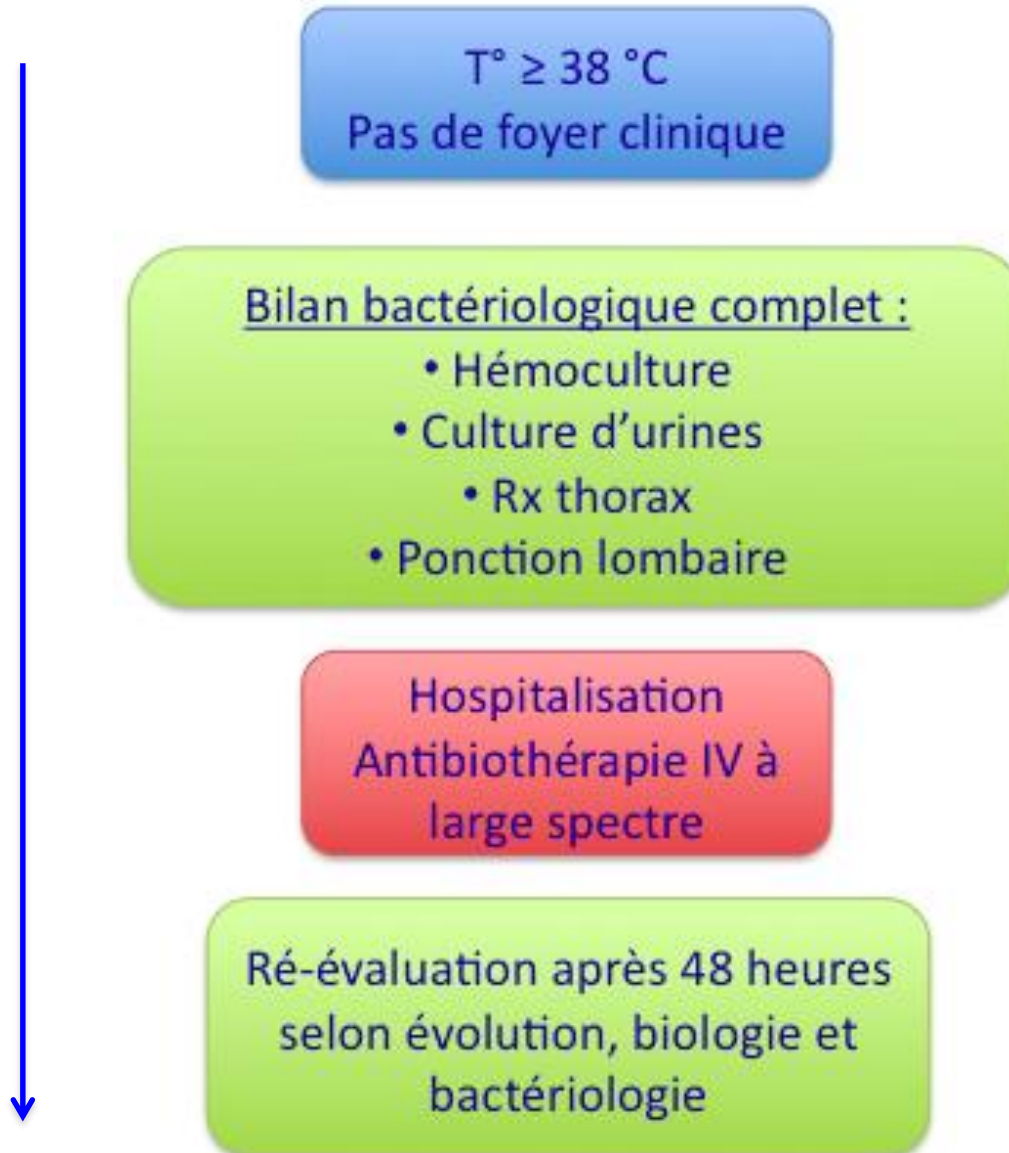 T° ≥ 38 °C
Pas de foyer clinique
Bilan bactériologique complet :
• Hémoculture
• Culture d’urines
• Rx thorax
• Ponction lombaire
Hospitalisation
Antibiothérapie IV à
large spectre
Ré-évaluation après 48 heures
selon évolution, biologie et
bactériologie